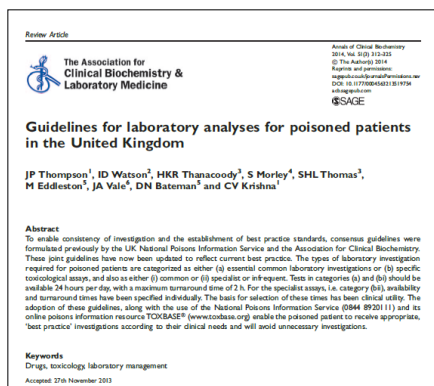 Review Article
Annals of Clinical Biochemistry
2014, Vol. 51(3) 312–325
© The Author(s) 2014
Reprints and permissions:
sagepub.co.uk/journalsPermissions.nav
DOI: 10.1177/0004563213519754
acb.sagepub.com
SAGE
The Association for
Clinical Biochemistry &
Laboratory Medicine
Guidelines for laboratory analyses for poisoned patients
in the United Kingdom
JP Thompson1, ID Watson2, HKR Thanacoody3, S Morley4, SHL Thomas3,
M Eddleston5, JA Vale6, DN Bateman5 and CV Krishna1
Abstract
To enable consistency of investigation and the establishment of best practice standards, consensus guidelines were
formulated previously by the UK National Poisons Information Service and the Association for Clinical Biochemistry.
These joint guidelines have now been updated to reflect current best practice. The types of laboratory investigation
required for poisoned patients are categorized as either (a) essential common laboratory investigations or (b) specific
toxicological assays, and also as either (i) common or (ii) specialist or infrequent. Tests in categories (a) and (bi) should be
available 24 hours per day, with a maximum turnaround time of 2 h. For the specialist assays, i.e. category (bii), availability
and turnaround times have been specified individually. The basis for selection of these times has been clinical utility. The
adoption of these guidelines, along with the use of the National Poisons Information Service (0844 8920111) and its
online poisons information resource TOXBASE® (www.toxbase.org) enable the poisoned patient to receive appropriate,
'best practice' investigations according to their clinical needs and will avoid unnecessary investigations.
Keywords
Drugs, toxicology, laboratory management
Accepted: 27th November 2013